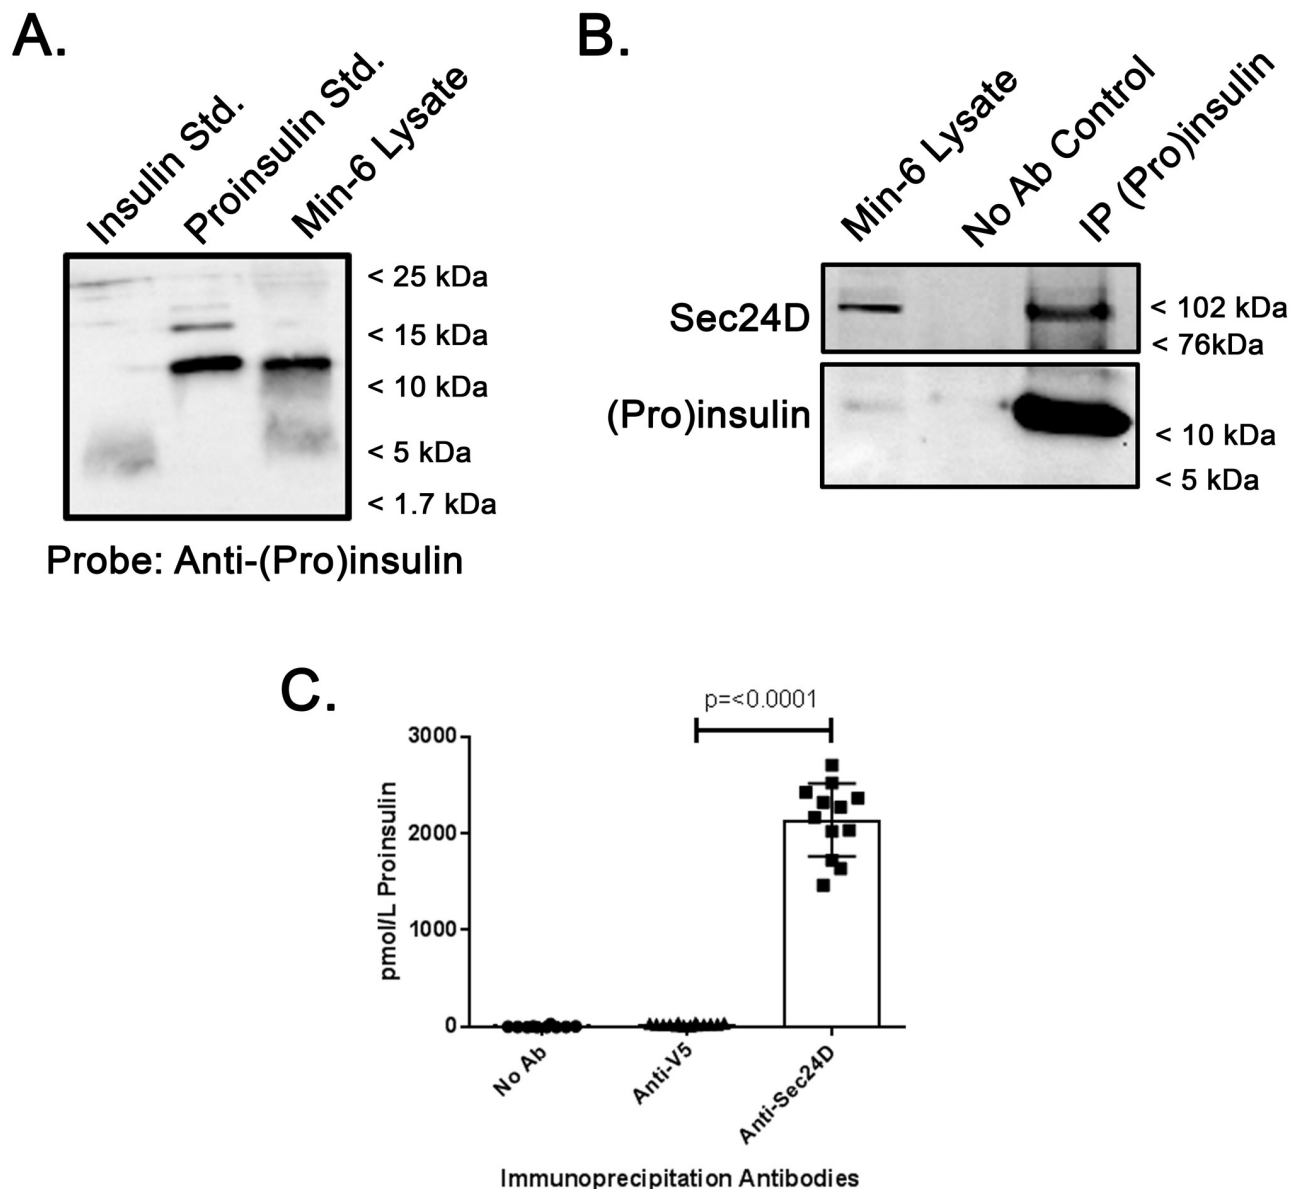 A.
Insulin Std.
Proinsulin Std.
Min-6 Lysate
< 25 kDa
< 15 kDa
< 10 kDa
< 5 kDa
< 1.7 kDa
Probe: Anti-(Pro)insulin
B.
Min-6 Lysate
No Ab Control
IP (Pro)insulin
Sec24D
< 102 kDa
< 76kDa
(Pro)insulin
< 10 kDa
< 5 kDa
C.
p=<0.0001
pmol/L Proinsulin
3000
2000
1000
0
No Ab
Anti-V5
Anti-Sec24D
Immunoprecipitation Antibodies